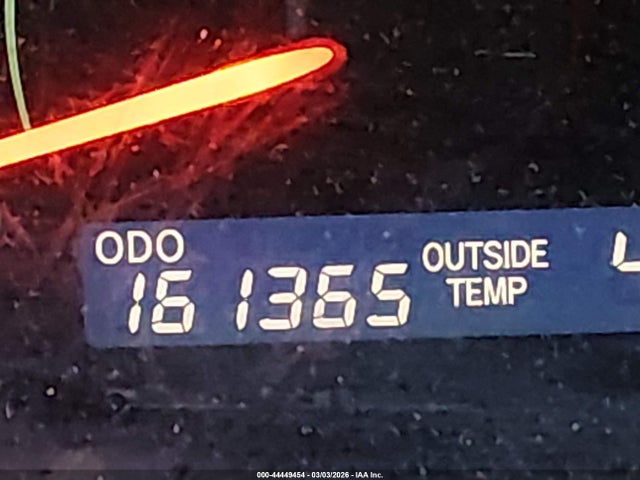 ODO
OUTSIDE
TEMP
161365
000-44449454 - 03/03/2026 - IAA Inc.